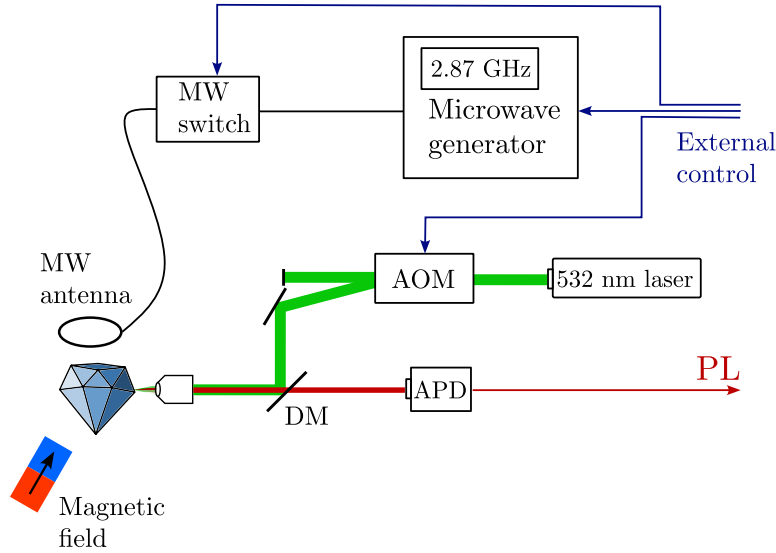 2.87 GHz
MW
switch
Microwave
generator
External
control
MW
antenna
AOM
532 nm laser
PL
APD
DM
Magnetic
field